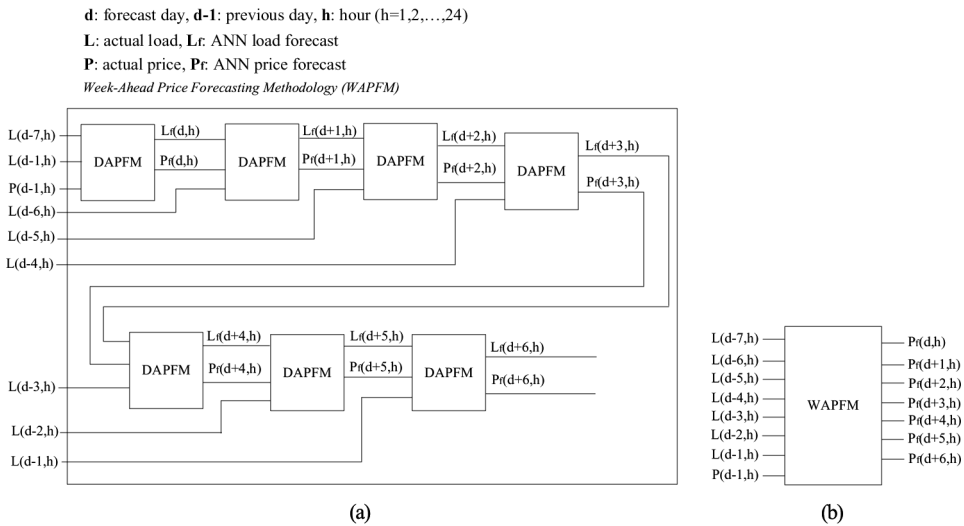 d: forecast day, d-1: previous day, h: hour (h=1,2,…,24)
L: actual load, Lf: ANN load forecast
P: actual price, Pf: ANN price forecast
Week-Ahead Price Forecasting Methodology (WAPFM)
L(d-7,h)
L(d-1,h)
P(d-1,h)
L(d-6,h)
L(d-5,h)
L(d-4,h)
DAPFM
Lf(d,h)
Pf(d,h)
DAPFM
Lf(d+1,h)
Pf(d+1,h)
DAPFM
Lf(d+2,h)
Pf(d+2,h)
DAPFM
Lf(d+3,h)
Pf(d+3,h)
L(d-3,h)
L(d-2,h)
L(d-1,h)
DAPFM
Lf(d+4,h)
Pf(d+4,h)
DAPFM
Lf(d+5,h)
Pf(d+5,h)
DAPFM
Lf(d+6,h)
Pf(d+6,h)
(a)
L(d-7,h)
L(d-6,h)
L(d-5,h)
L(d-4,h)
L(d-3,h)
L(d-2,h)
L(d-1,h)
P(d-1,h)
WAPFM
Pf(d,h)
Pf(d+1,h)
Pf(d+2,h)
Pf(d+3,h)
Pf(d+4,h)
Pf(d+5,h)
Pf(d+6,h)
(b)